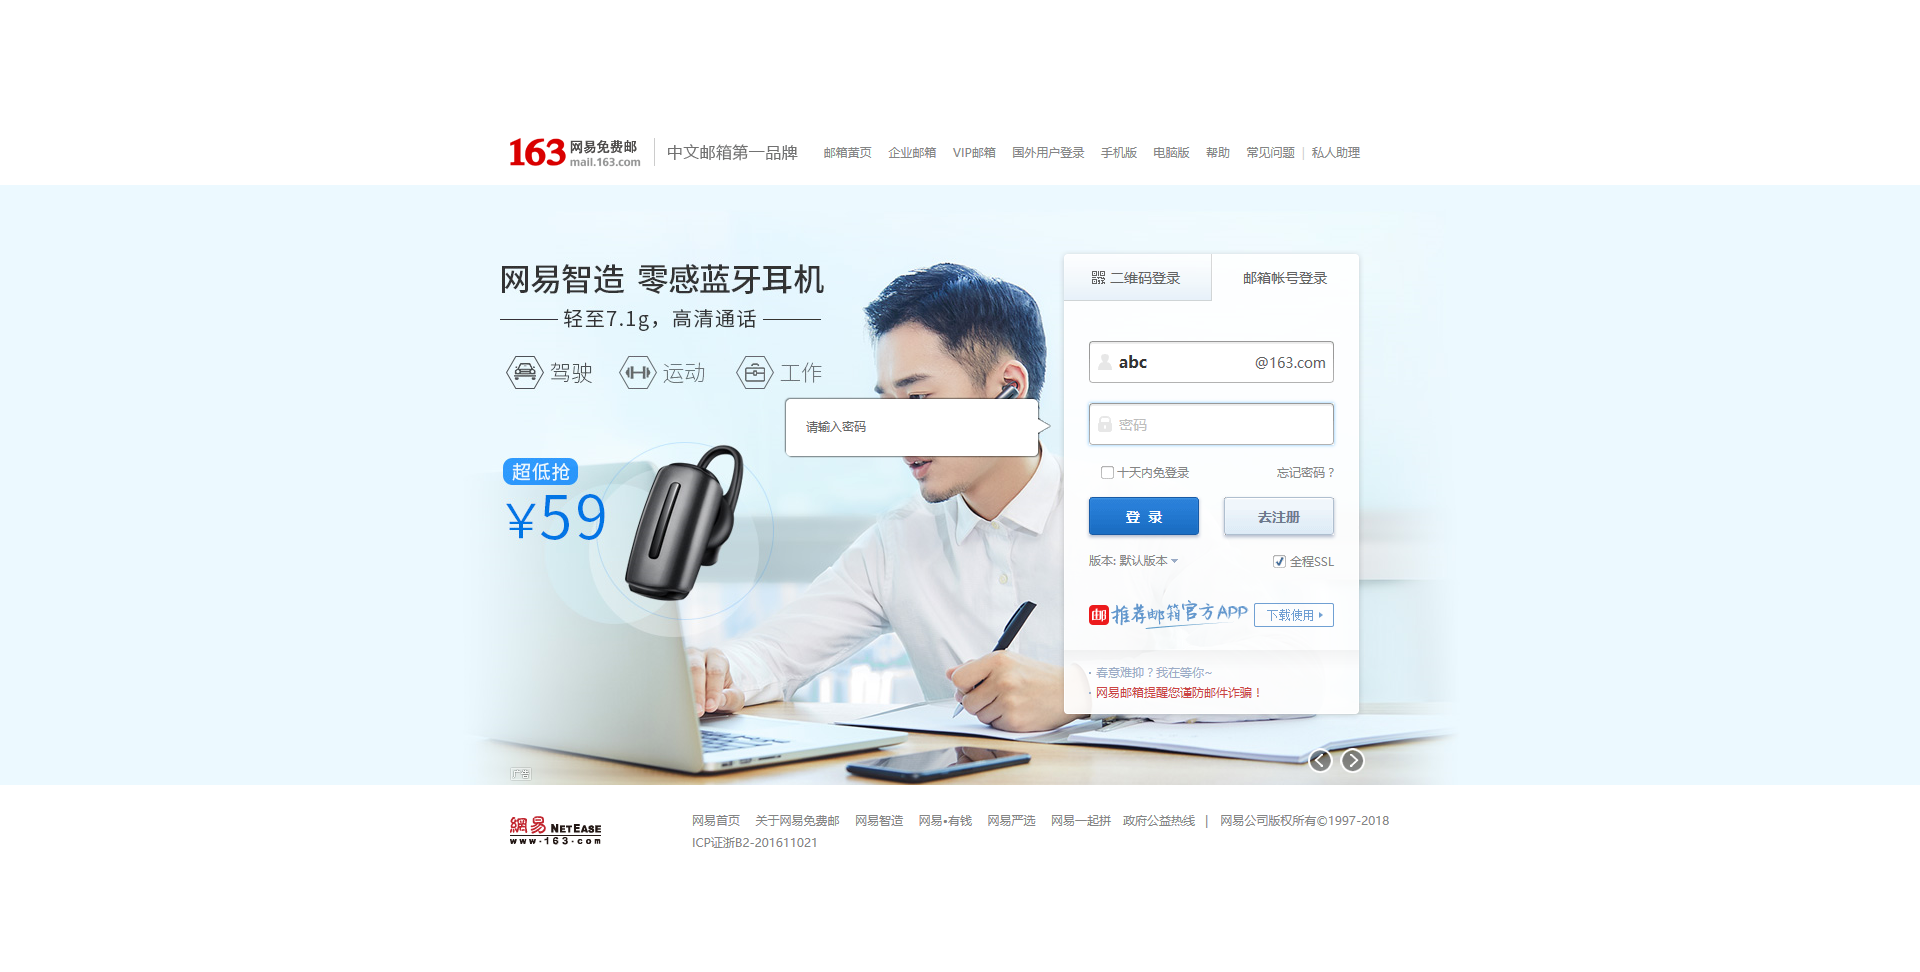 163 网易免费邮 mail.163.com 中文邮箱第一品牌 邮箱黄页 企业邮箱 VIP邮箱 国外用户登录 手机版 电脑版 帮助 常见问题 | 私人助理
网易智造 零感蓝牙耳机
轻至7.1g，高清通话
驾驶 运动 工作
超低抢
¥59
请输入密码
二维码登录 邮箱帐号登录
abc @163.com
密码
十天内免登录 忘记密码？
登 录 去注册
版本: 默认版本 全程SSL
邮 推荐邮箱官方APP 下载使用
· 春意难抑？我在等你~
· 网易邮箱提醒您谨防邮件诈骗！
广告
網易 NETEASE
www.163.com
网易首页 关于网易免费邮 网易智造 网易•有钱 网易严选 网易一起拼 政府公益热线 | 网易公司版权所有©1997-2018
ICP证浙B2-201611021